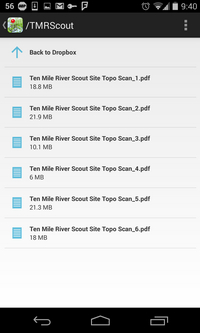 56
9:40
/TMRScout
Back to Dropbox
Ten Mile River Scout Site Topo Scan_1.pdf
18.8 MB
Ten Mile River Scout Site Topo Scan_2.pdf
21.9 MB
Ten Mile River Scout Site Topo Scan_3.pdf
10.1 MB
Ten Mile River Scout Site Topo Scan_4.pdf
6 MB
Ten Mile River Scout Site Topo Scan_5.pdf
21.3 MB
Ten Mile River Scout Site Topo Scan_6.pdf
18 MB